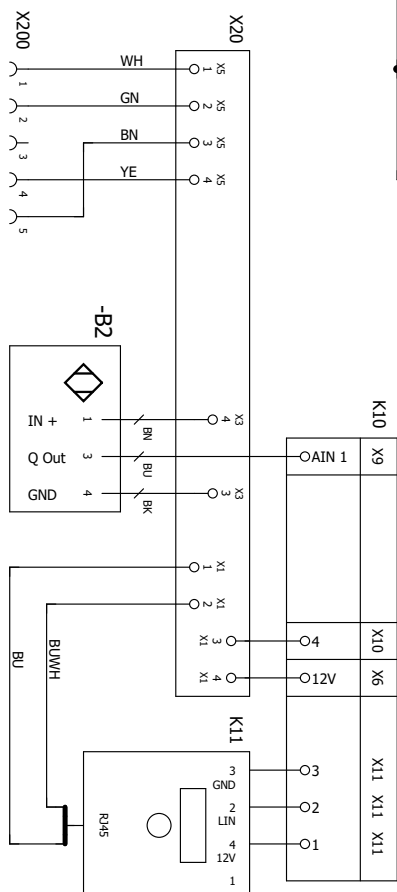 X200
X20
K10
WH
1
X5
1
GN
2
X5
2
BN
3
X5
3
YE
4
X5
4
5
-B2
IN +
1
BN
4
X3
Q Out
3
BU
AIN 1
X9
GND
4
BK
3
X3
1
X1
2
X1
X1
3
4
X10
X1
4
12V
X6
BU
BUWH
K11
RJ45
3
GND
3
X11
2
LIN
2
X11
4
12V
1
X11
1